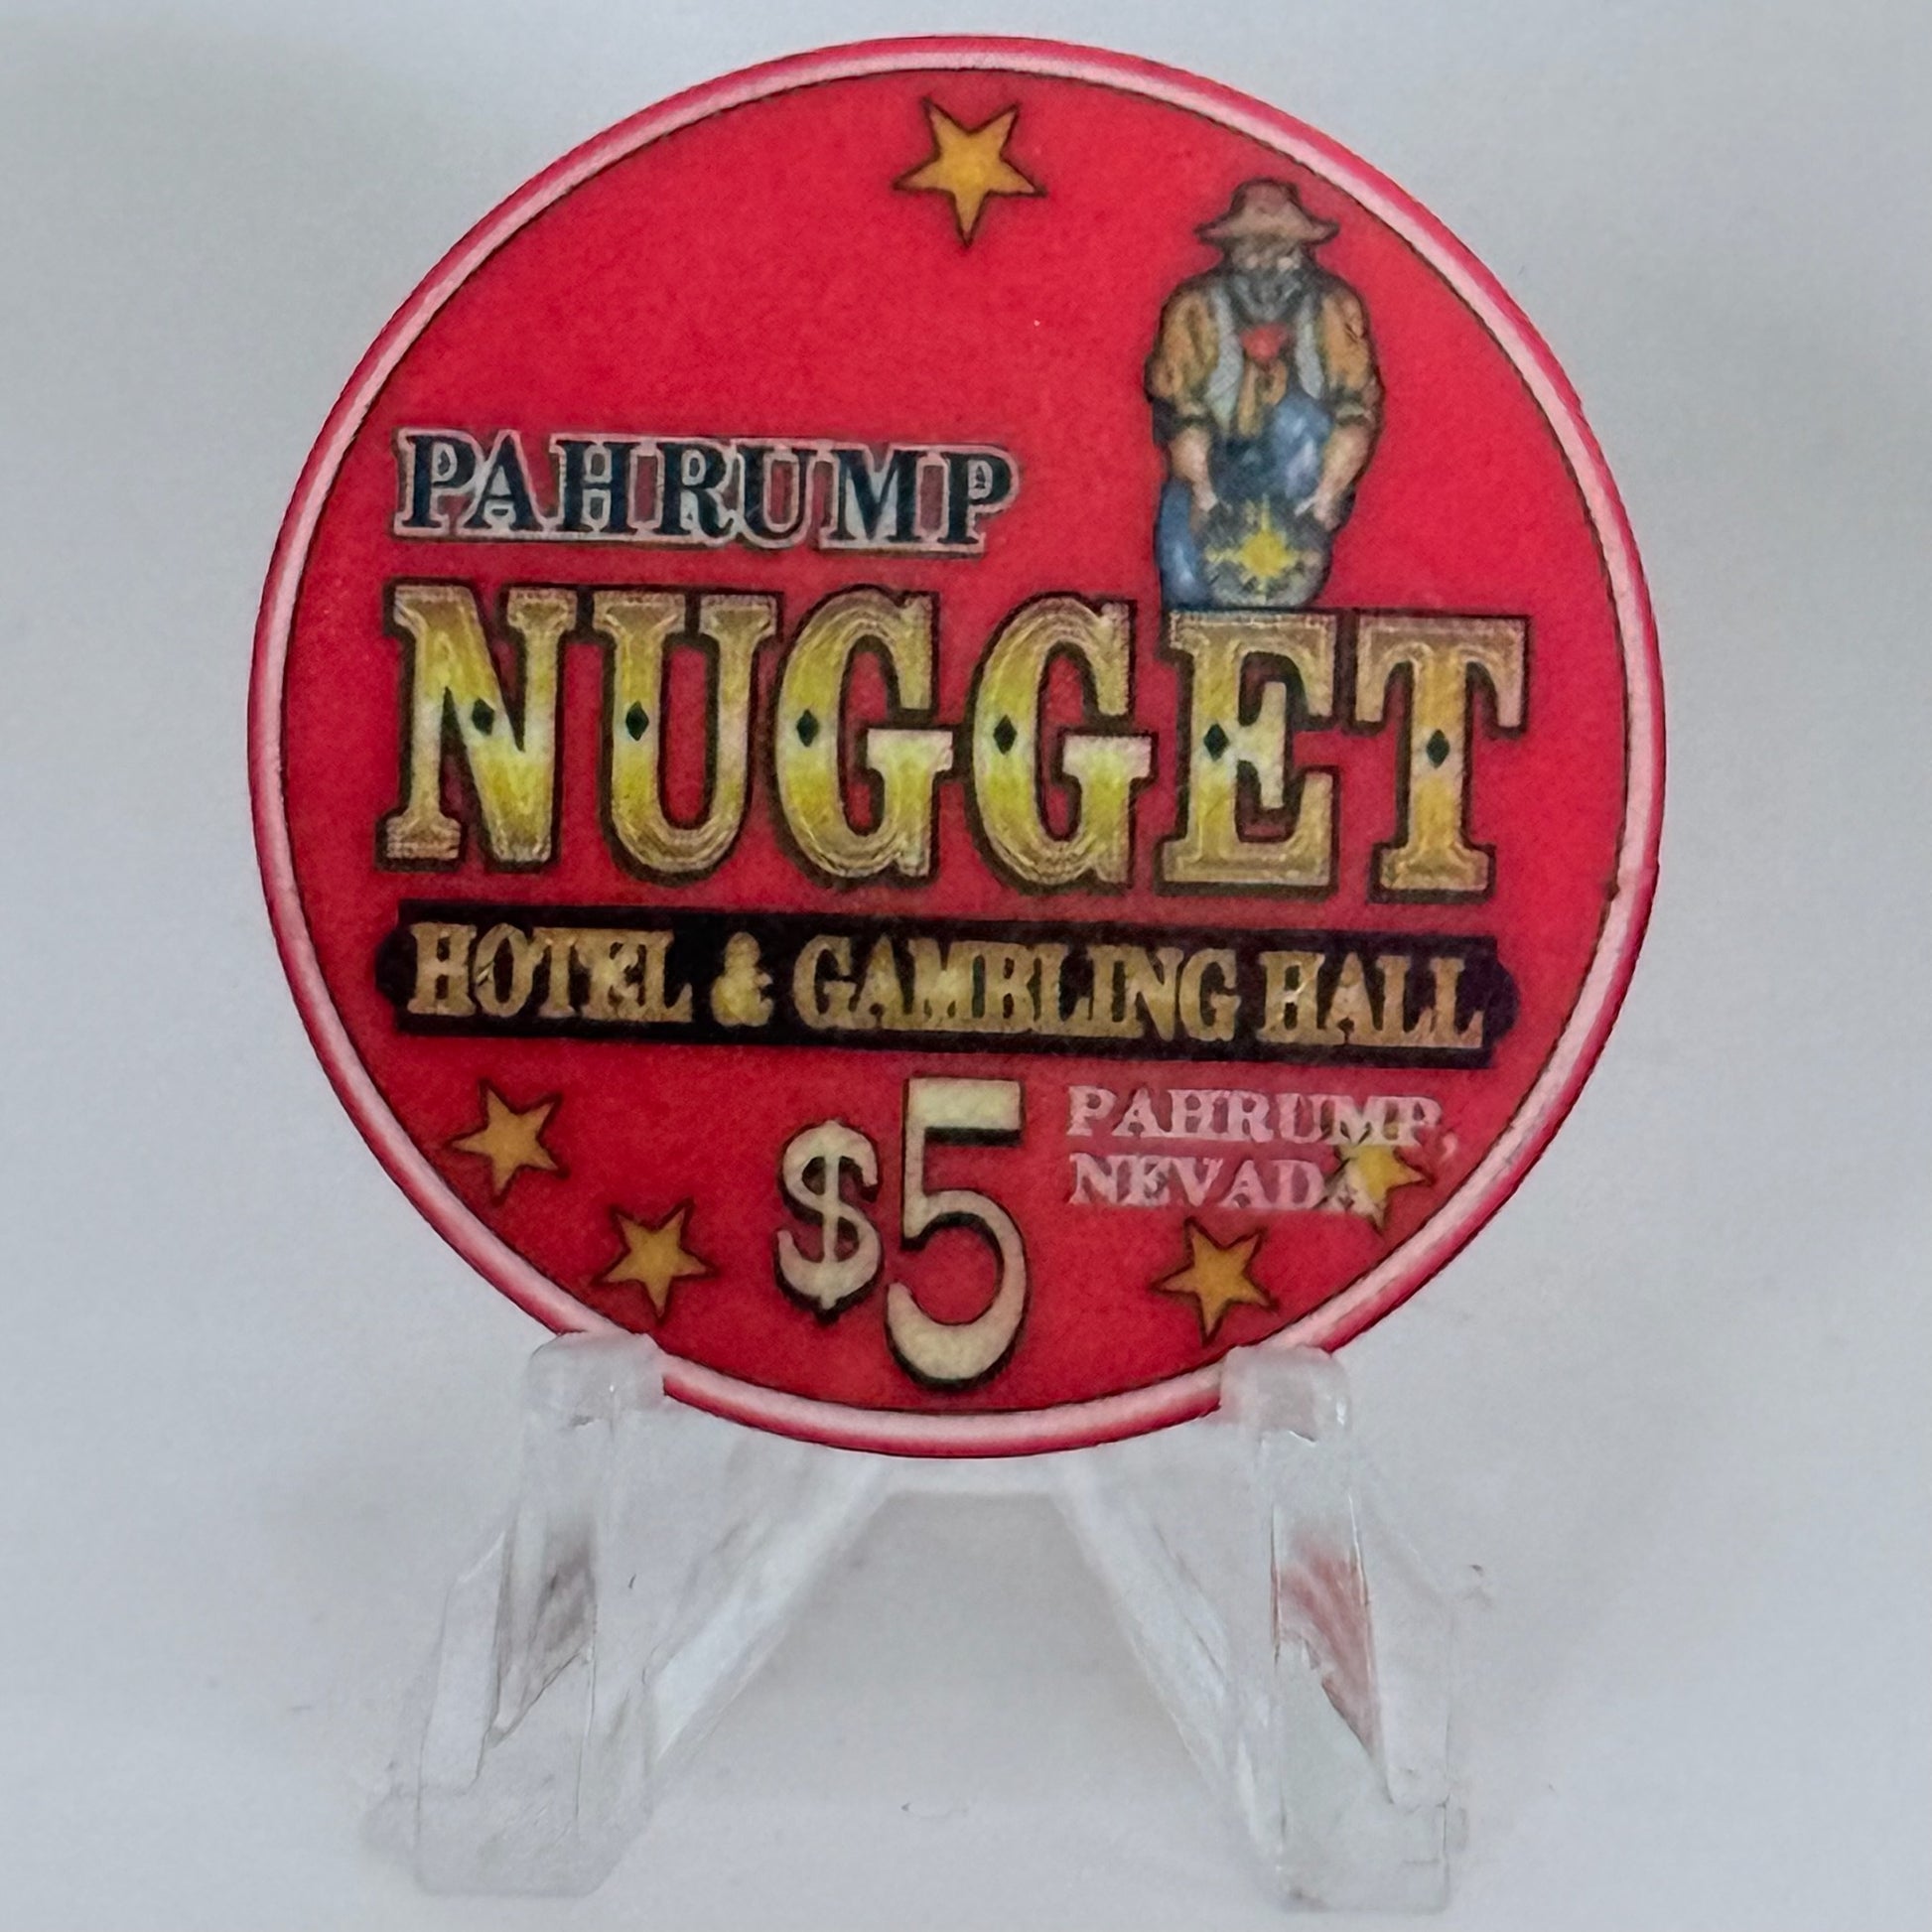 PAHRUMP
NUGGET
HOTEL & GAMBLING HALL
$5
PAHRUMP,
NEVADA